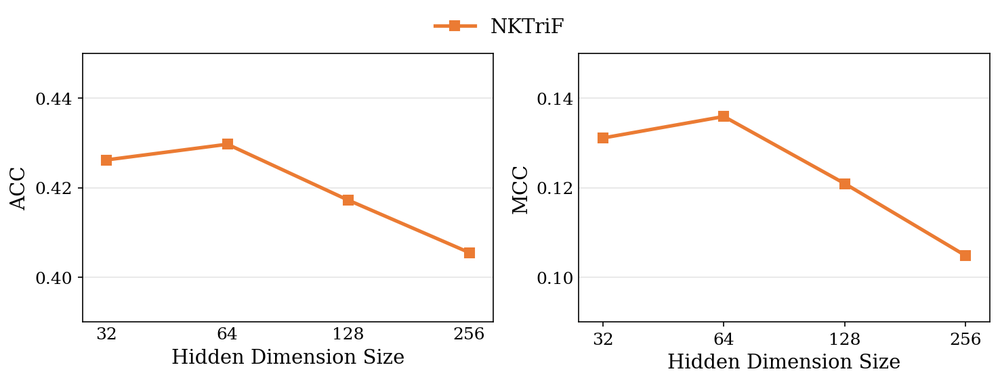 NKTriF
0.44
0.42
0.40
ACC
32 64 128 256
Hidden Dimension Size
0.14
0.12
0.10
MCC
32 64 128 256
Hidden Dimension Size